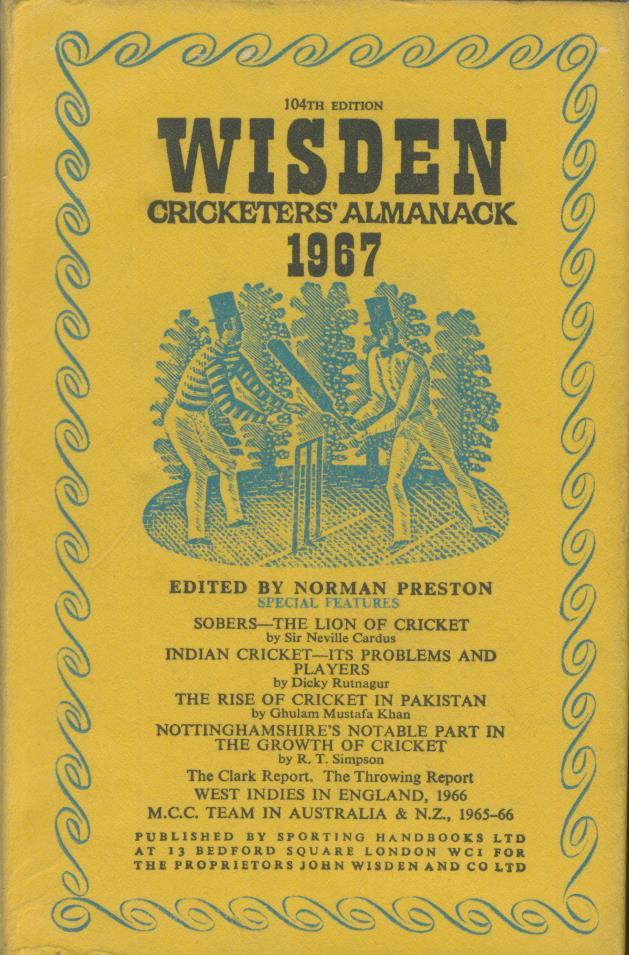 104TH EDITION
WISDEN
CRICKETERS' ALMANACK
1967
EDITED BY NORMAN PRESTON
SPECIAL FEATURES
SOBERS—THE LION OF CRICKET
by Sir Neville Cardus
INDIAN CRICKET—ITS PROBLEMS AND
PLAYERS
by Dicky Rutnagur
THE RISE OF CRICKET IN PAKISTAN
by Ghulam Mustafa Khan
NOTTINGHAMSHIRE'S NOTABLE PART IN
THE GROWTH OF CRICKET
by R. T. Simpson
The Clark Report. The Throwing Report
WEST INDIES IN ENGLAND, 1966
M.C.C. TEAM IN AUSTRALIA & N.Z., 1965-66
PUBLISHED BY SPORTING HANDBOOKS LTD
AT 13 BEDFORD SQUARE LONDON WC1 FOR
THE PROPRIETORS JOHN WISDEN AND CO LTD